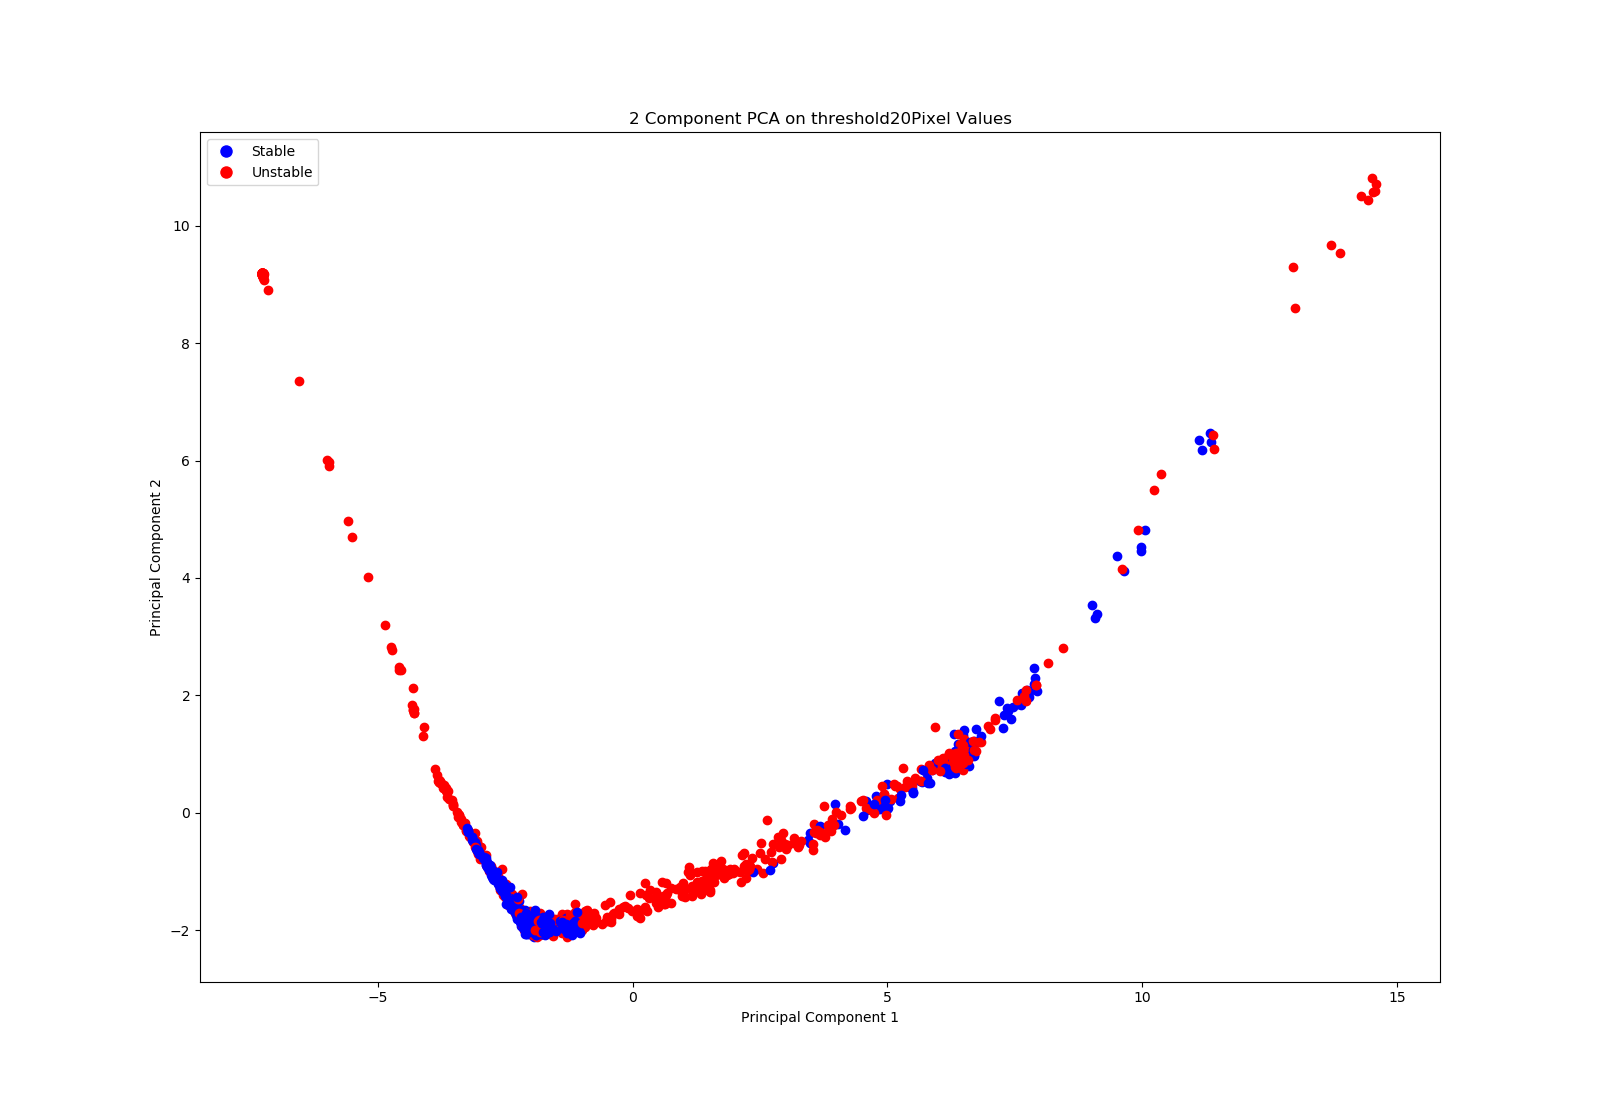 2 Component PCA on threshold20Pixel Values
Stable
Unstable
10
8
6
4
2
0
−2
Principal Component 2
−5
0
5
10
15
Principal Component 1